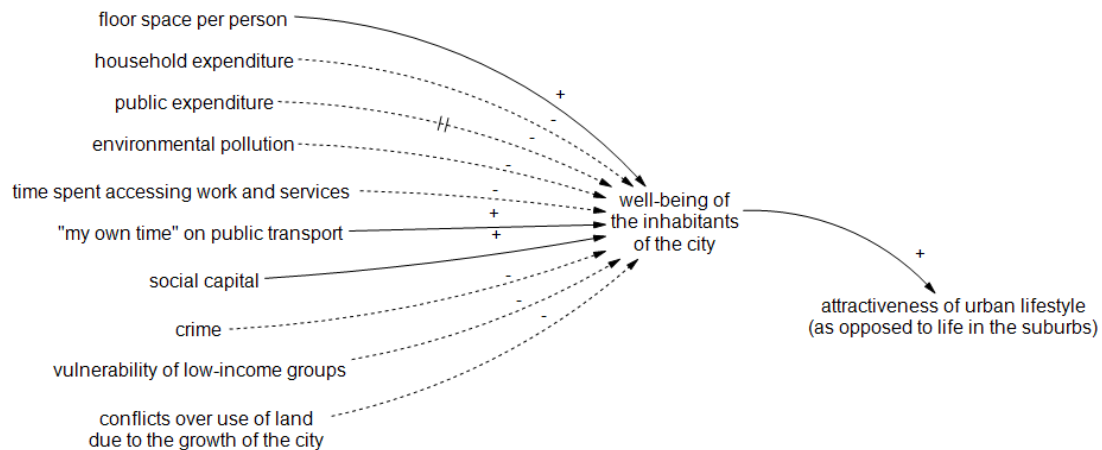 floor space per person
household expenditure
public expenditure
environmental pollution
time spent accessing work and services
"my own time" on public transport
social capital
crime
vulnerability of low-income groups
conflicts over use of land
due to the growth of the city
+
-
-
-
-
+
+
-
-
-
well-being of
the inhabitants
of the city
+
attractiveness of urban lifestyle
(as opposed to life in the suburbs)